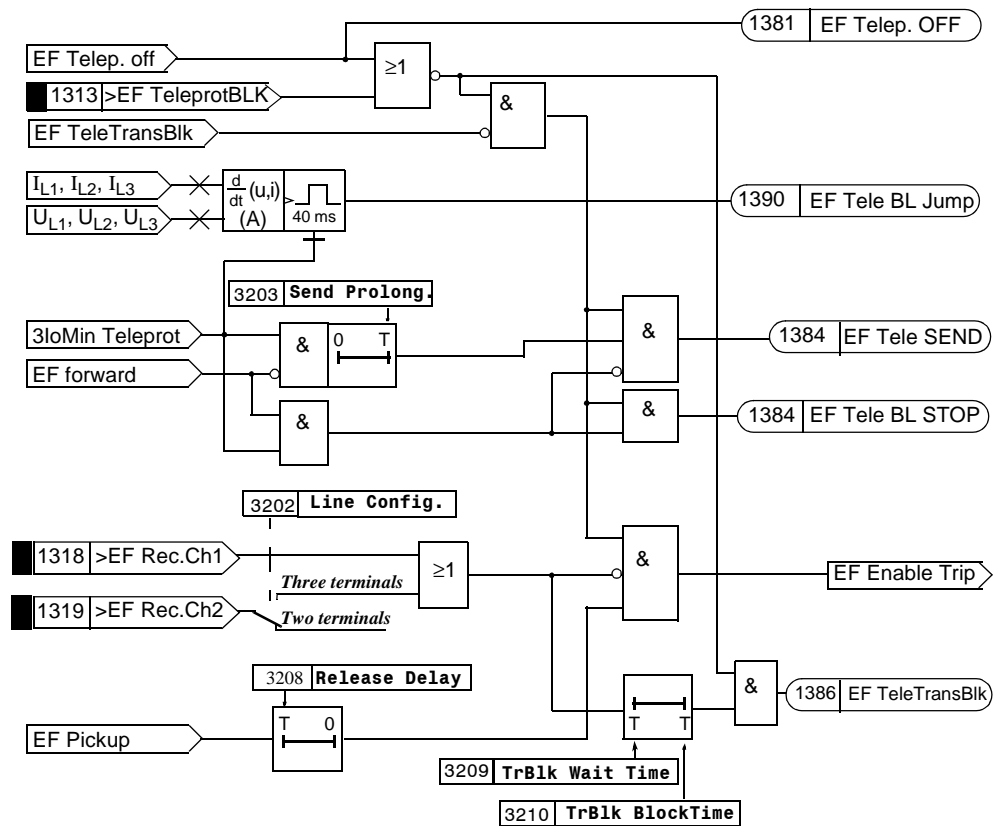 1381 EF Telep. OFF
EF Telep. off
≥1
1313 >EF TeleprotBLK
&
EF TeleTransBlk
IL1, IL2, IL3
d/dt (u,i)
(A)
>
40 ms
UL1, UL2, UL3
1390 EF Tele BL Jump
3203 Send Prolong.
3IoMin Teleprot
&
0 T
&
1384 EF Tele SEND
EF forward
&
&
1384 EF Tele BL STOP
3202 Line Config.
1318 >EF Rec.Ch1
≥1
&
EF Enable Trip
Three terminals
1319 >EF Rec.Ch2
Two terminals
3208 Release Delay
&
1386 EF TeleTransBlk
T 0
T T
EF Pickup
3209 TrBlk Wait Time
3210 TrBlk BlockTime